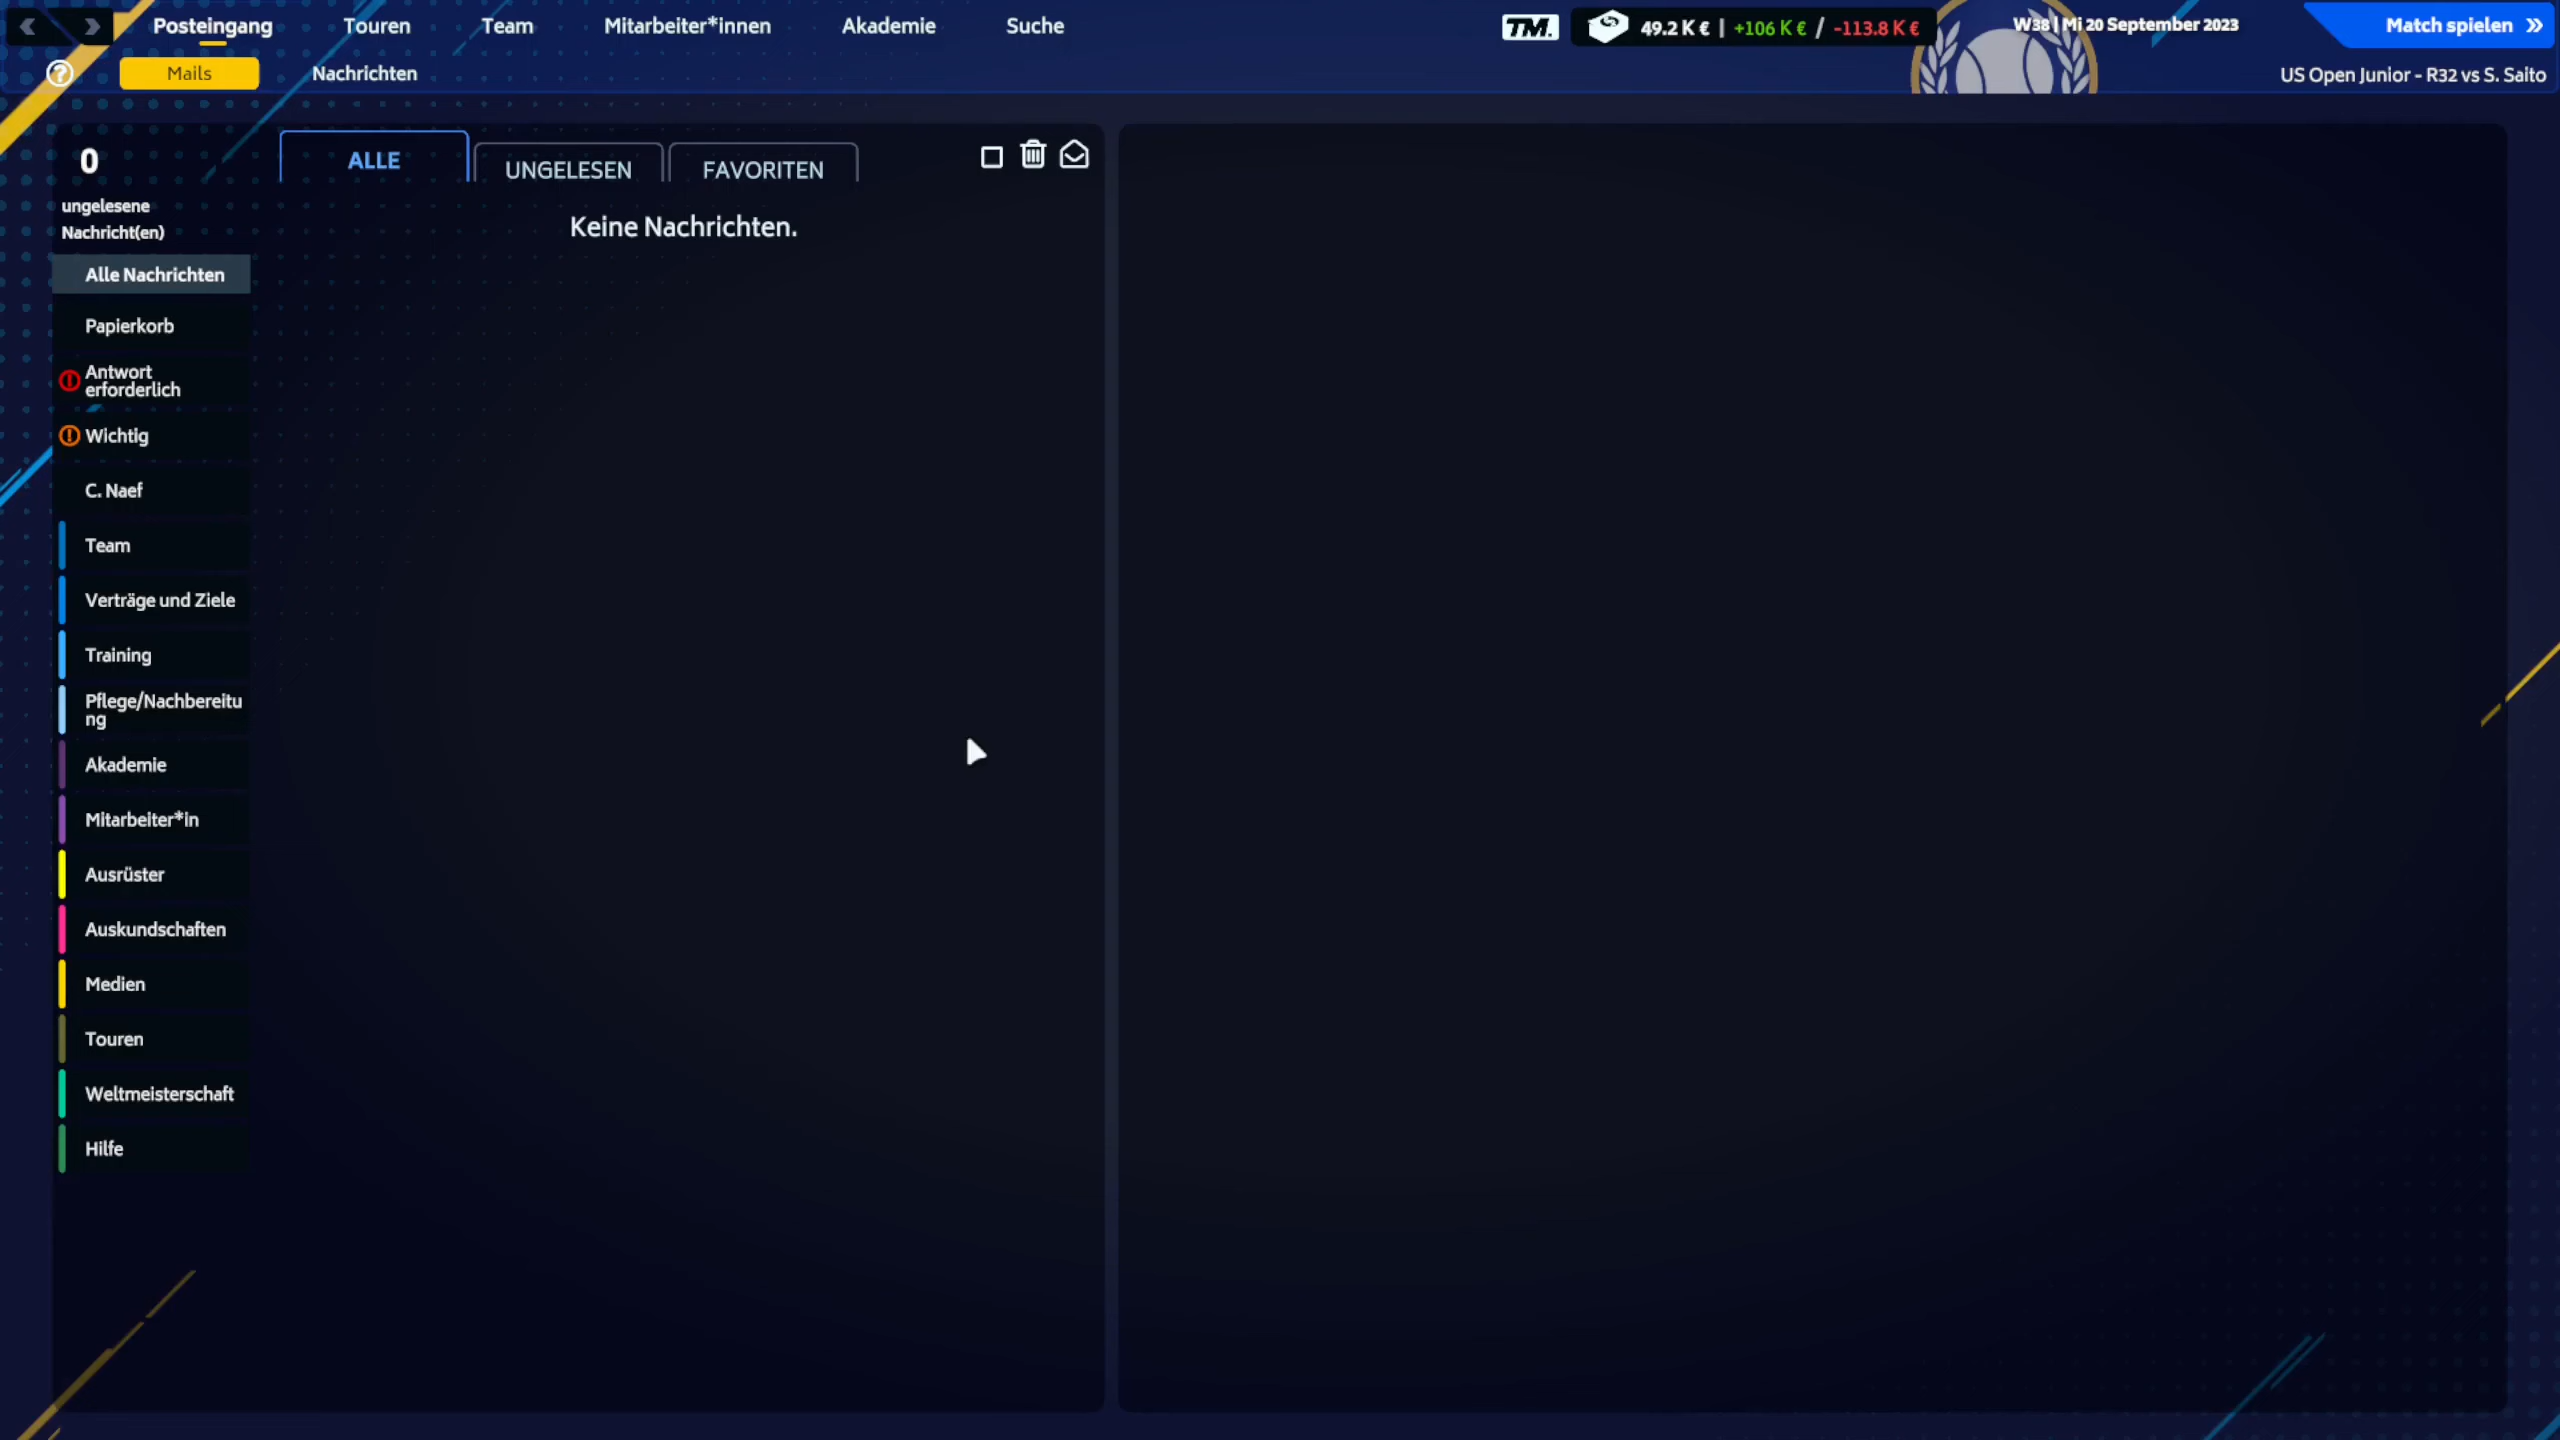 Posteingang
Touren
Team
Mitarbeiter*innen
Akademie
Suche
TM.
49.2 K € | +106 K € / -113.8 K €
W38 | Mi 20 September 2023
Match spielen
Mails
Nachrichten
US Open Junior - R32 vs S. Saito
0
ungelesene
Nachricht(en)
ALLE
UNGELESEN
FAVORITEN
Keine Nachrichten.
Alle Nachrichten
Papierkorb
Antwort
erforderlich
Wichtig
C. Naef
Team
Verträge und Ziele
Training
Pflege/Nachbereitu
ng
Akademie
Mitarbeiter*in
Ausrüster
Auskundschaften
Medien
Touren
Weltmeisterschaft
Hilfe